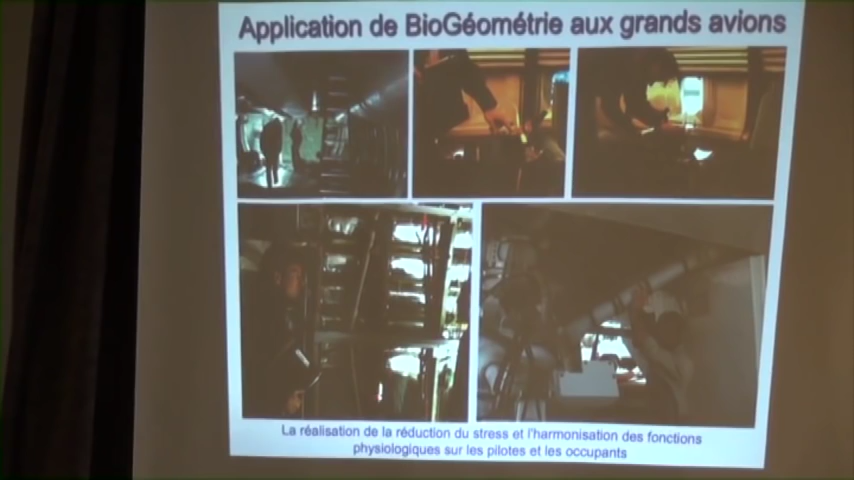 Application de BioGéométrie aux grands avions
La réalisation de la réduction du stress et l'harmonisation des fonctions
physiologiques sur les pilotes et les occupants